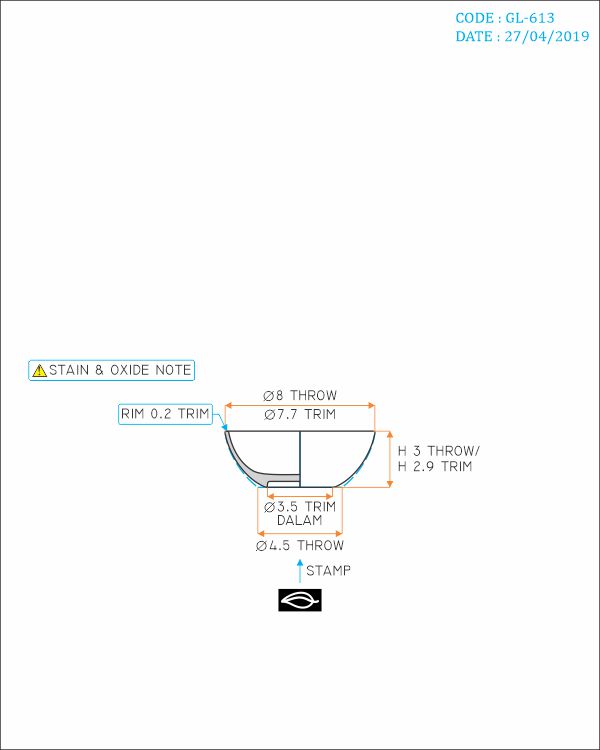 CODE : GL-613
DATE : 27/04/2019
STAIN & OXIDE NOTE
Ø8 THROW
RIM 0.2 TRIM
Ø7.7 TRIM
H 3 THROW/
H 2.9 TRIM
Ø3.5 TRIM
DALAM
Ø4.5 THROW
STAMP